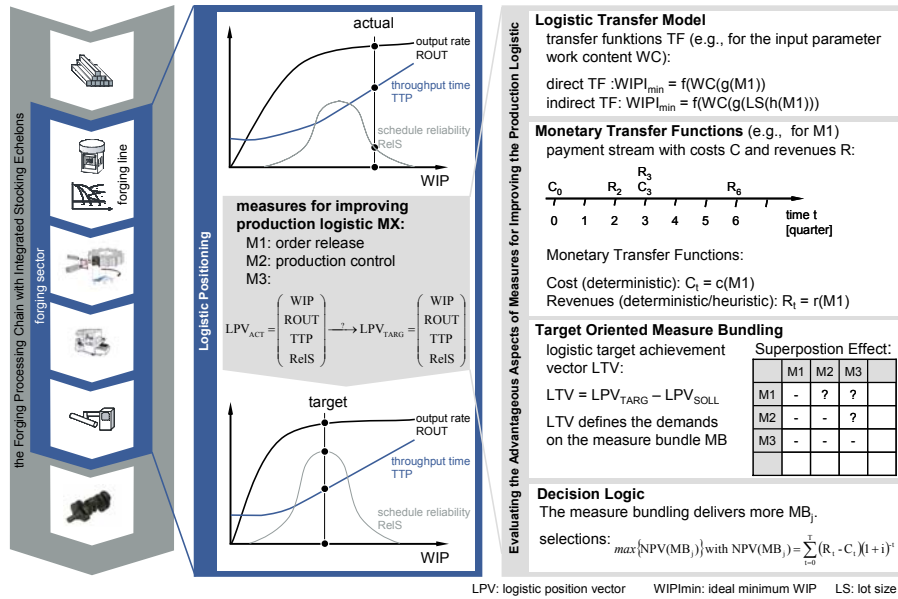 the Forging Processing Chain with Integrated Stocking Echelons
forging sector
forging line
Logistic Positioning
actual
output rate
ROUT
throughput time
TTP
schedule reliability
RelS
WIP
measures for improving
production logistic MX:
M1: order release
M2: production control
M3:
LPV_ACT = ( WIP ROUT TTP RelS ) —?→ LPV_TARG = ( WIP ROUT TTP RelS )
target
output rate
ROUT
throughput time
TTP
schedule reliability
RelS
WIP
Evaluating the Advantageous Aspects of Measures for Improving the Production Logistic
Logistic Transfer Model
transfer funktions TF (e.g., for the input parameter
work content WC):
direct TF :WIPI_min = f(WC(g(M1))
indirect TF: WIPI_min = f(WC(g(LS(h(M1)))
Monetary Transfer Functions (e.g., for M1)
payment stream with costs C and revenues R:
R_3
C_0 R_2 C_3 R_6
0 1 2 3 4 5 6
time t
[quarter]
Monetary Transfer Functions:
Cost (deterministic): C_t = c(M1)
Revenues (deterministic/heuristic): R_t = r(M1)
Target Oriented Measure Bundling
logistic target achievement
vector LTV:
LTV = LPV_TARG – LPV_SOLL
LTV defines the demands
on the measure bundle MB
Superpostion Effect:
M1 M2 M3
M1 - ? ?
M2 - - ?
M3 - - -
Decision Logic
The measure bundling delivers more MB_j.
selections: max{NPV(MB_j)} with NPV(MB_j) = ∑_{t=0}^{T} (R_t - C_t)(1 + i)^-t
LPV: logistic position vector WIPImin: ideal minimum WIP LS: lot size